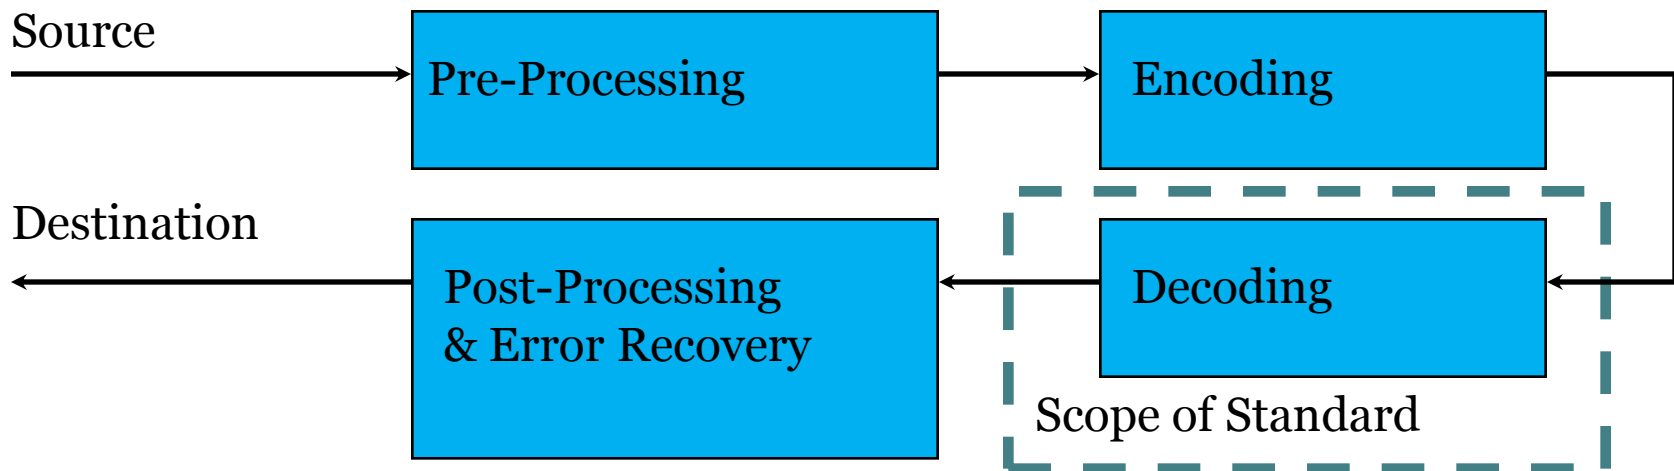 Source
Pre-Processing
Encoding
Destination
Post-Processing
& Error Recovery
Decoding
Scope of Standard